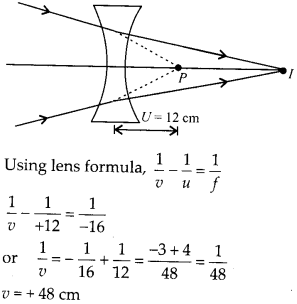 P
I
U = 12 cm
Using lens formula, 1/v - 1/u = 1/f
1/v - 1/+12 = 1/-16
or 1/v = -1/16 + 1/12 = -3+4/48 = 1/48
v = + 48 cm